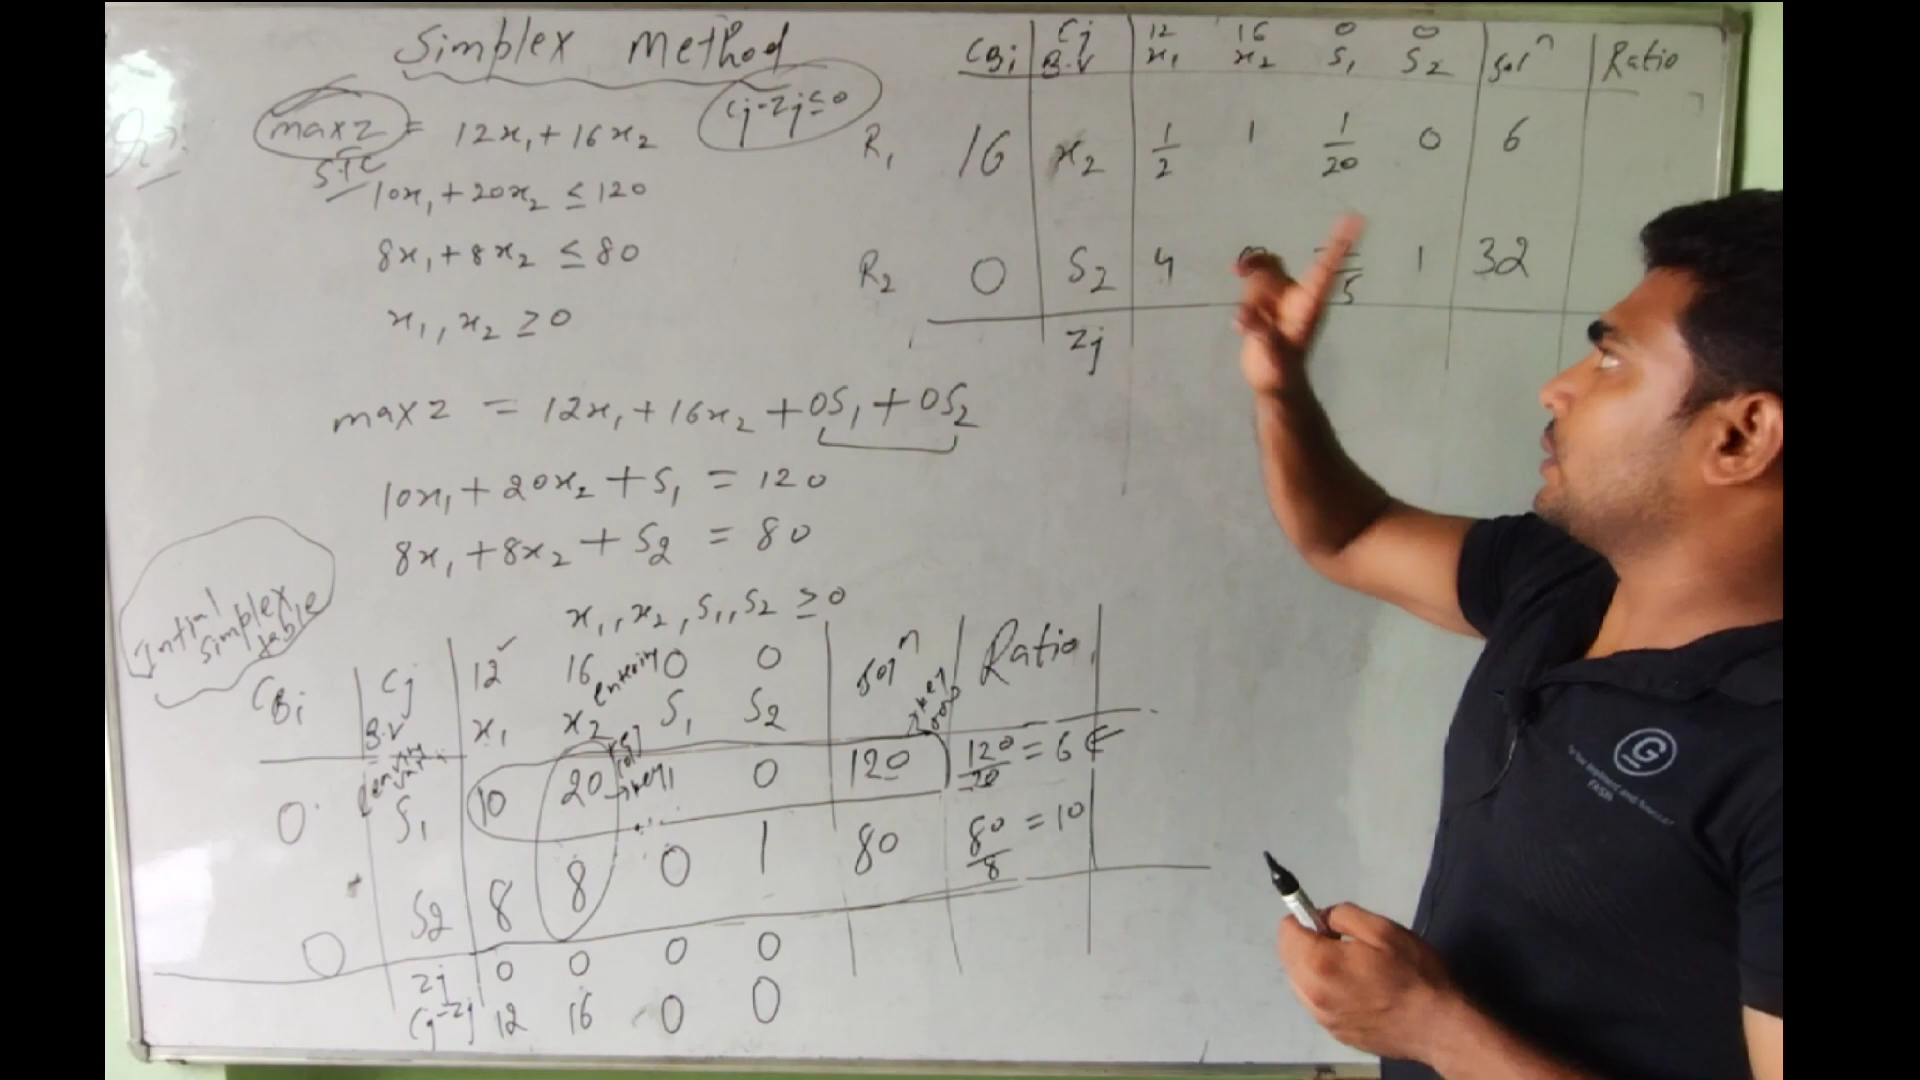 Simplex Method
max z = 12x₁ + 16x₂
Cj-Zj≤0
STC
10x₁ + 20x₂ ≤ 120
8x₁ + 8x₂ ≤ 80
x₁, x₂ ≥ 0
max z = 12x₁ + 16x₂ + 0S₁ + 0S₂
10x₁ + 20x₂ + S₁ = 120
8x₁ + 8x₂ + S₂ = 80
x₁, x₂, S₁, S₂ ≥ 0
Intial
Simplex
table
CBi Cj 12 16 0 0 Solⁿ Ratio
B.V x₁ x₂ S₁ S₂
entering
key
0 S₁ 10 20 1 0 120 120/20 = 6 ←
0 S₂ 8 8 0 1 80 80/8 = 10
Zj 0 0 0 0
Cj-Zj 12 16 0 0
Cj 12 16 0 0
CBi B.V x₁ x₂ S₁ S₂ Solⁿ Ratio
R₁ 16 x₂ 1/2 1 1/20 0 6
R₂ 0 S₂ 4 5 1 32
Zj
G